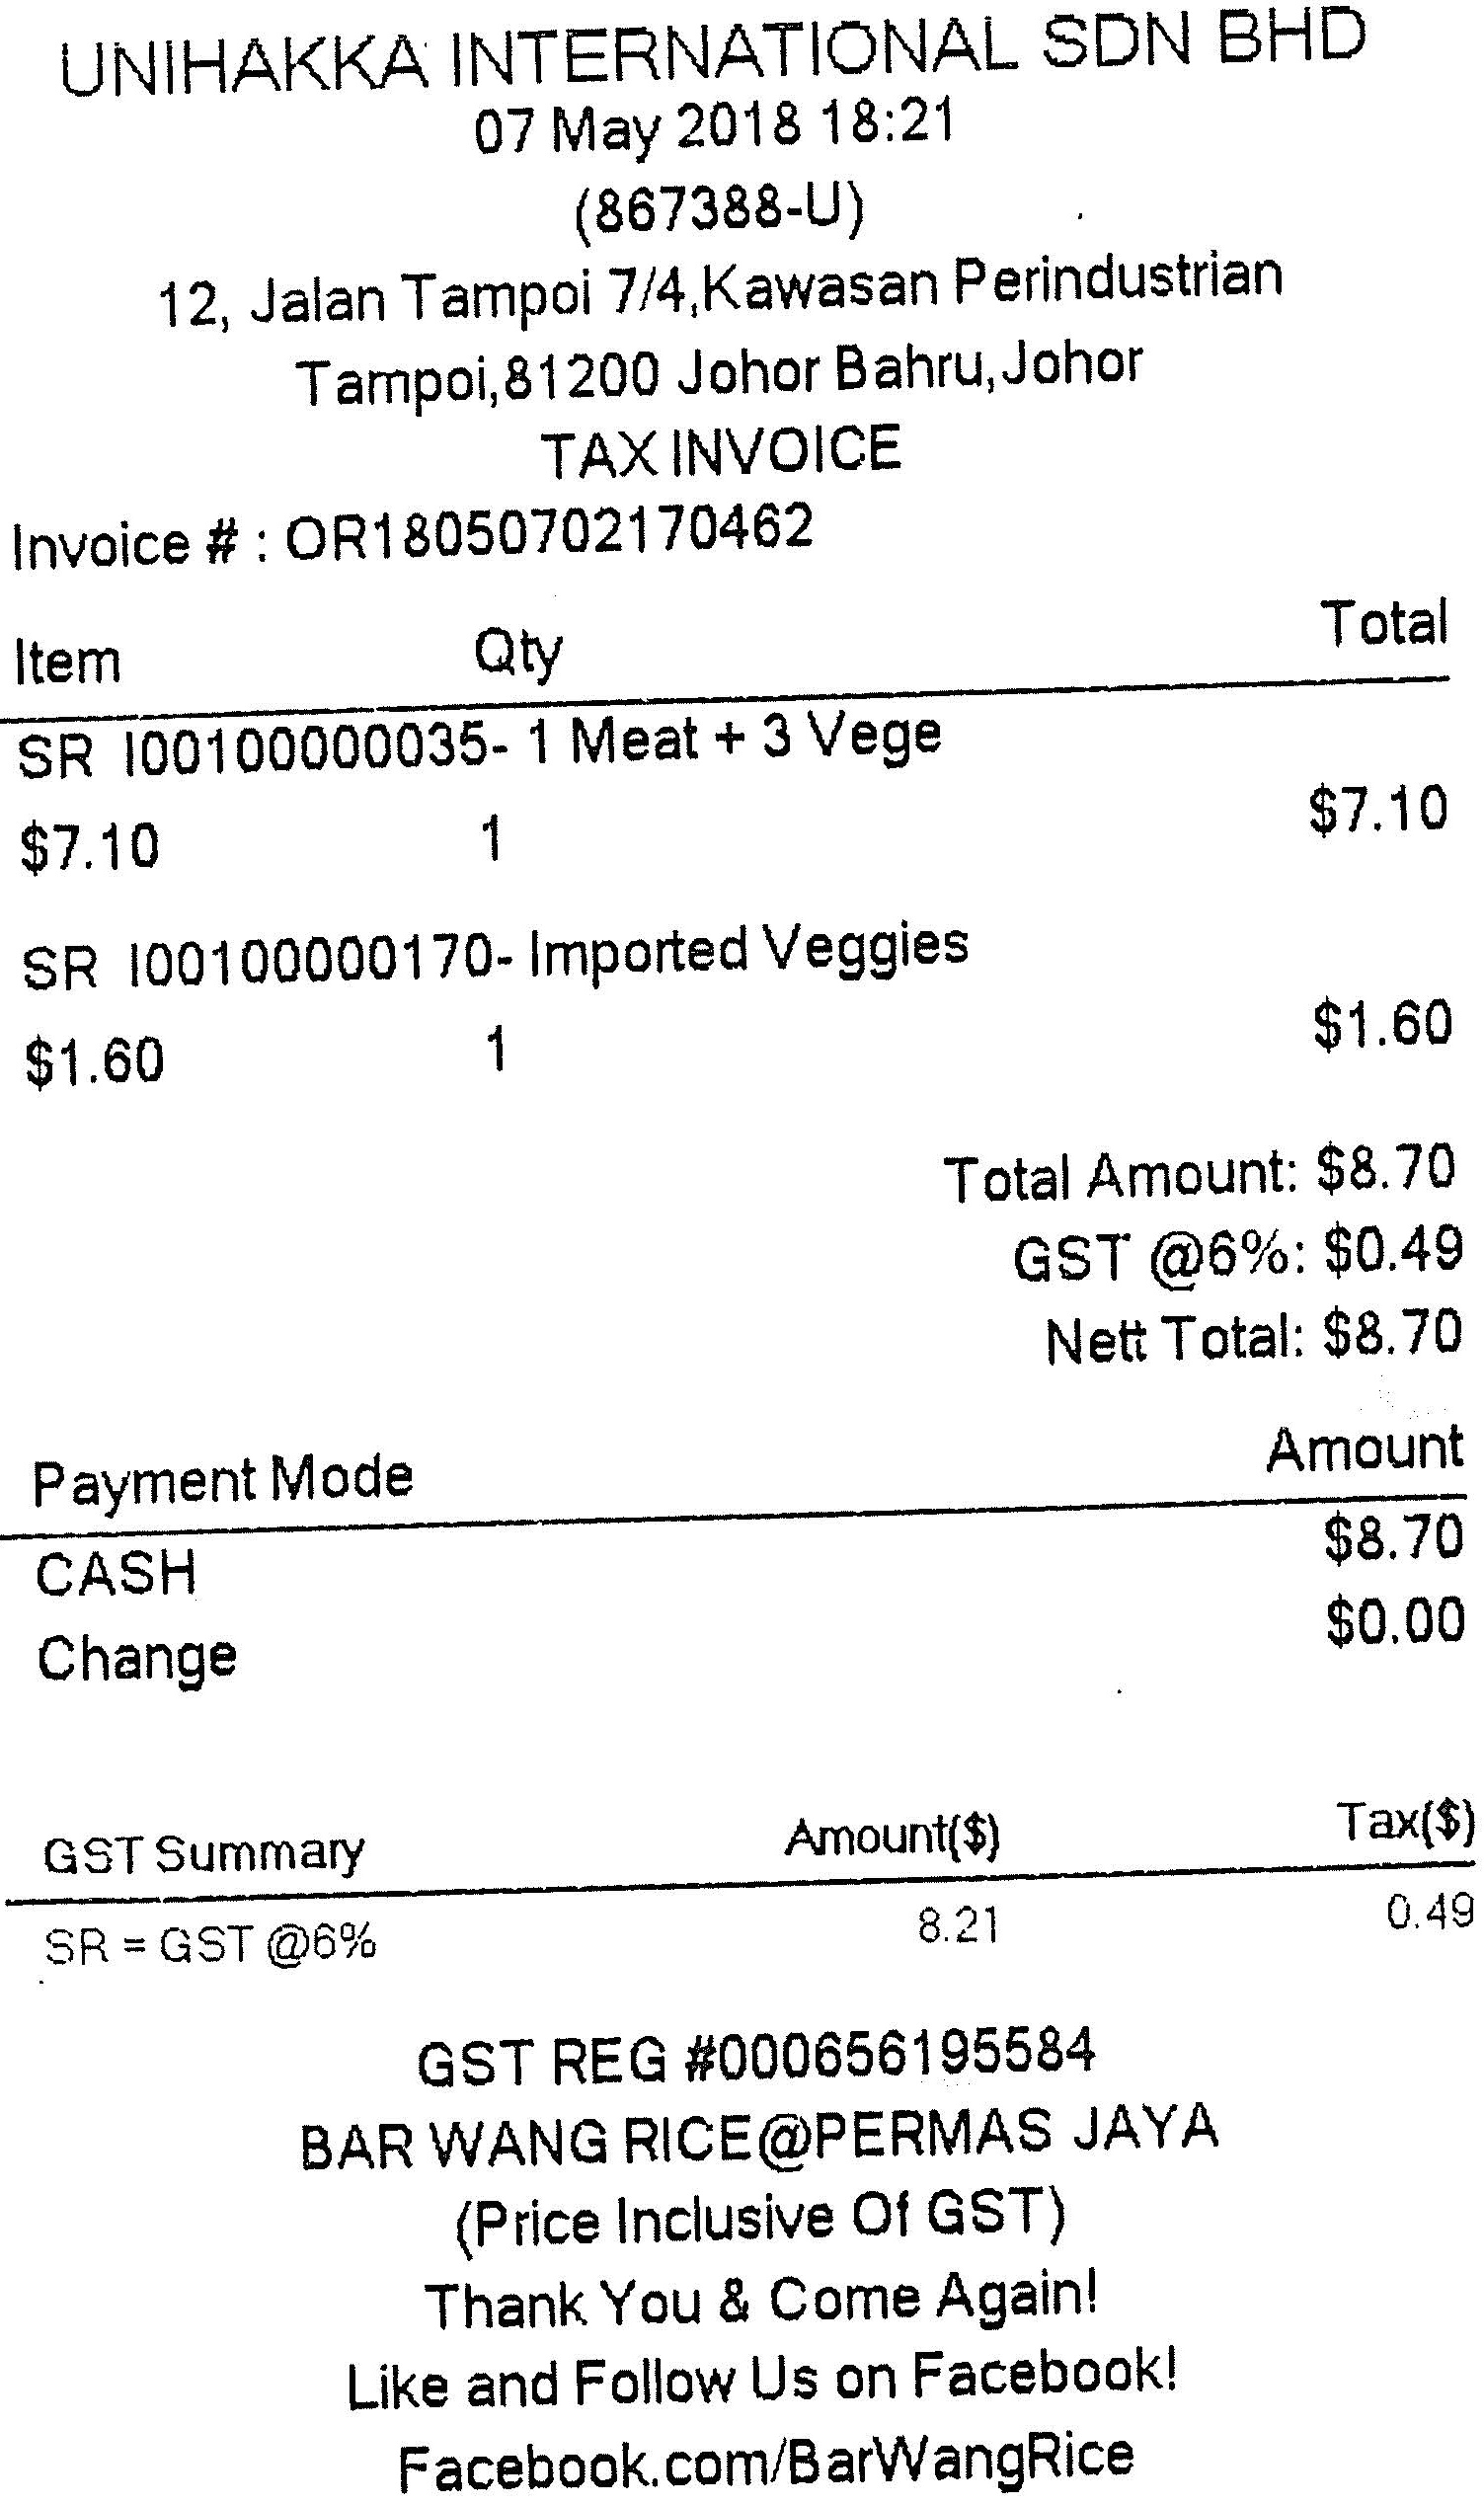 UNIHAKKA INTERNATIONAL SDN BHD
07 May 2018 18:21
(867388-U)
12, Jalan Tampoi 7/4,Kawasan Perindustrian
Tampoi,81200 Johor Bahru,Johor
TAX INVOICE
Invoice # : OR18050702170462
Item Qty Total
SR I00100000035- 1 Meat + 3 Vege
$7.10 1 $7.10
SR I00100000170- Imported Veggies
$1.60 1 $1.60
Total Amount: $8.70
GST @6%: $0.49
Nett Total: $8.70
Payment Mode Amount
CASH $8.70
Change $0.00
GST Summary Amount($) Tax($)
SR = GST @6% 8.21 0.49
GST REG #000656195584
BAR WANG RICE@PERMAS JAYA
(Price Inclusive Of GST)
Thank You & Come Again!
Like and Follow Us on Facebook!
Facebook.com/BarWangRice